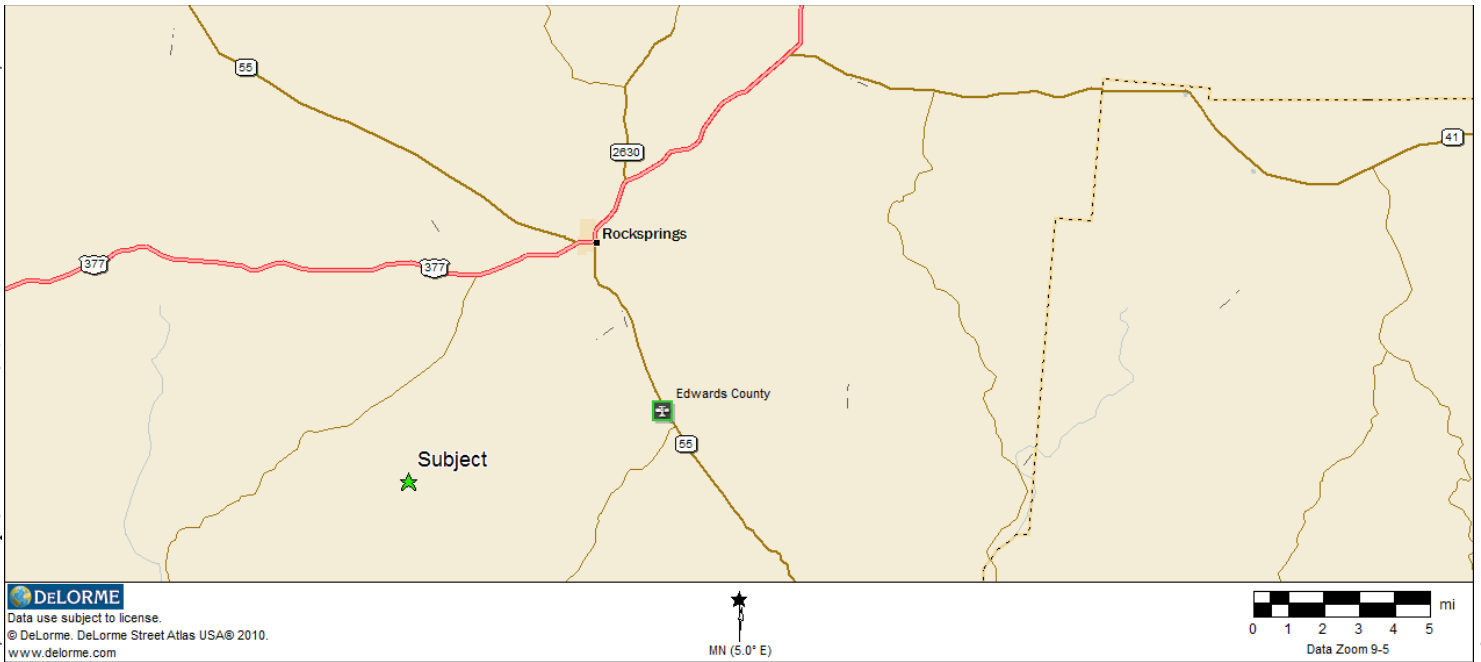 55
2630
41
Rocksprings
377
377
Edwards County
55
Subject
DELORME
Data use subject to license.
© DeLorme. DeLorme Street Atlas USA® 2010.
www.delorme.com
MN (5.0° E)
mi
0 1 2 3 4 5
Data Zoom 9-5